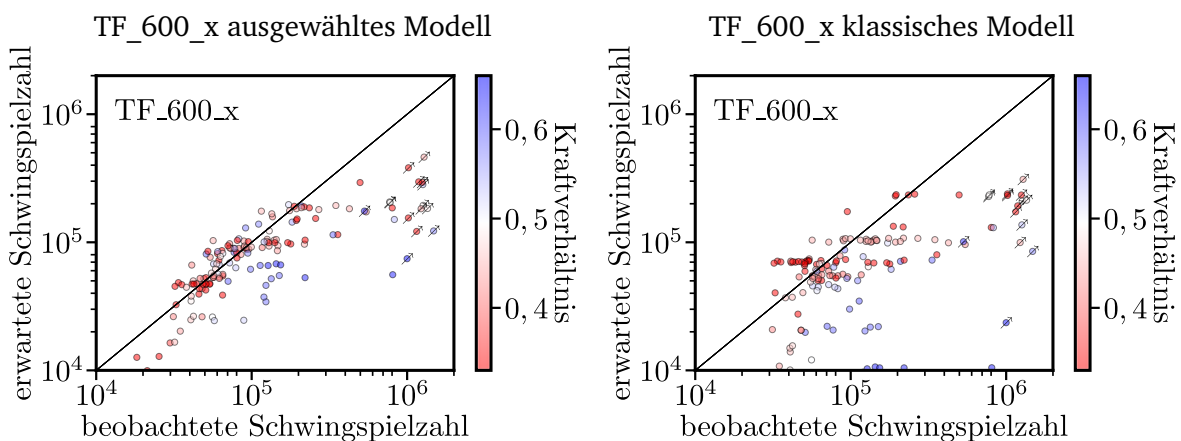 TF_600_x ausgewähltes Modell
TF_600_x
erwartete Schwingspielzahl
10^6
10^5
10^4
10^4
10^5
10^6
beobachtete Schwingspielzahl
0,6
0,5
0,4
Kraftverhältnis
TF_600_x klassisches Modell
TF_600_x
erwartete Schwingspielzahl
10^6
10^5
10^4
10^4
10^5
10^6
beobachtete Schwingspielzahl
0,6
0,5
0,4
Kraftverhältnis